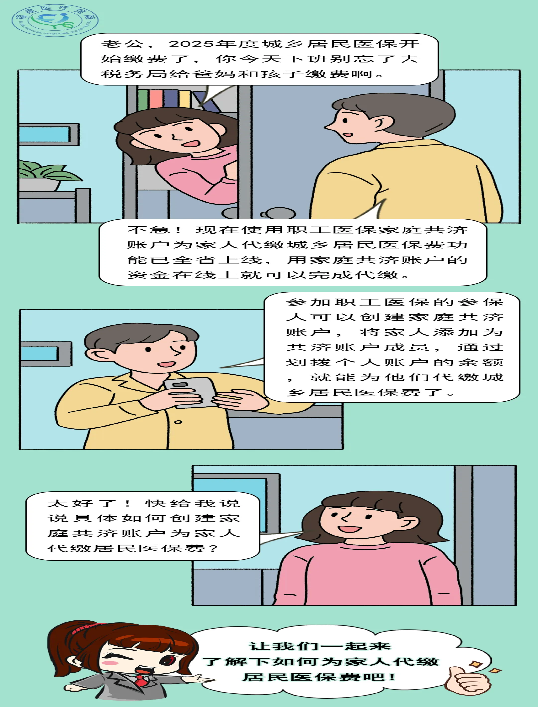 老公，2025年度城乡居民医保开
始缴费了，你今天下班别忘了去
税务局给爸妈和孩子缴费啊。
不急！现在使用职工医保家庭共济
账户为家人代缴城乡居民医保费功
能已全省上线，用家庭共济账户的
资金在线上就可以完成代缴。
参加职工医保的参保
人可以创建家庭共济
账户，将家人添加为
共济账户成员，通过
划拨个人账户的余额
，就能为他们代缴城
乡居民医保费了。
太好了！快给我说
说具体如何创建家
庭共济账户为家人
代缴居民医保费？
让我们一起来
了解下如何为家人代缴
居民医保费吧！